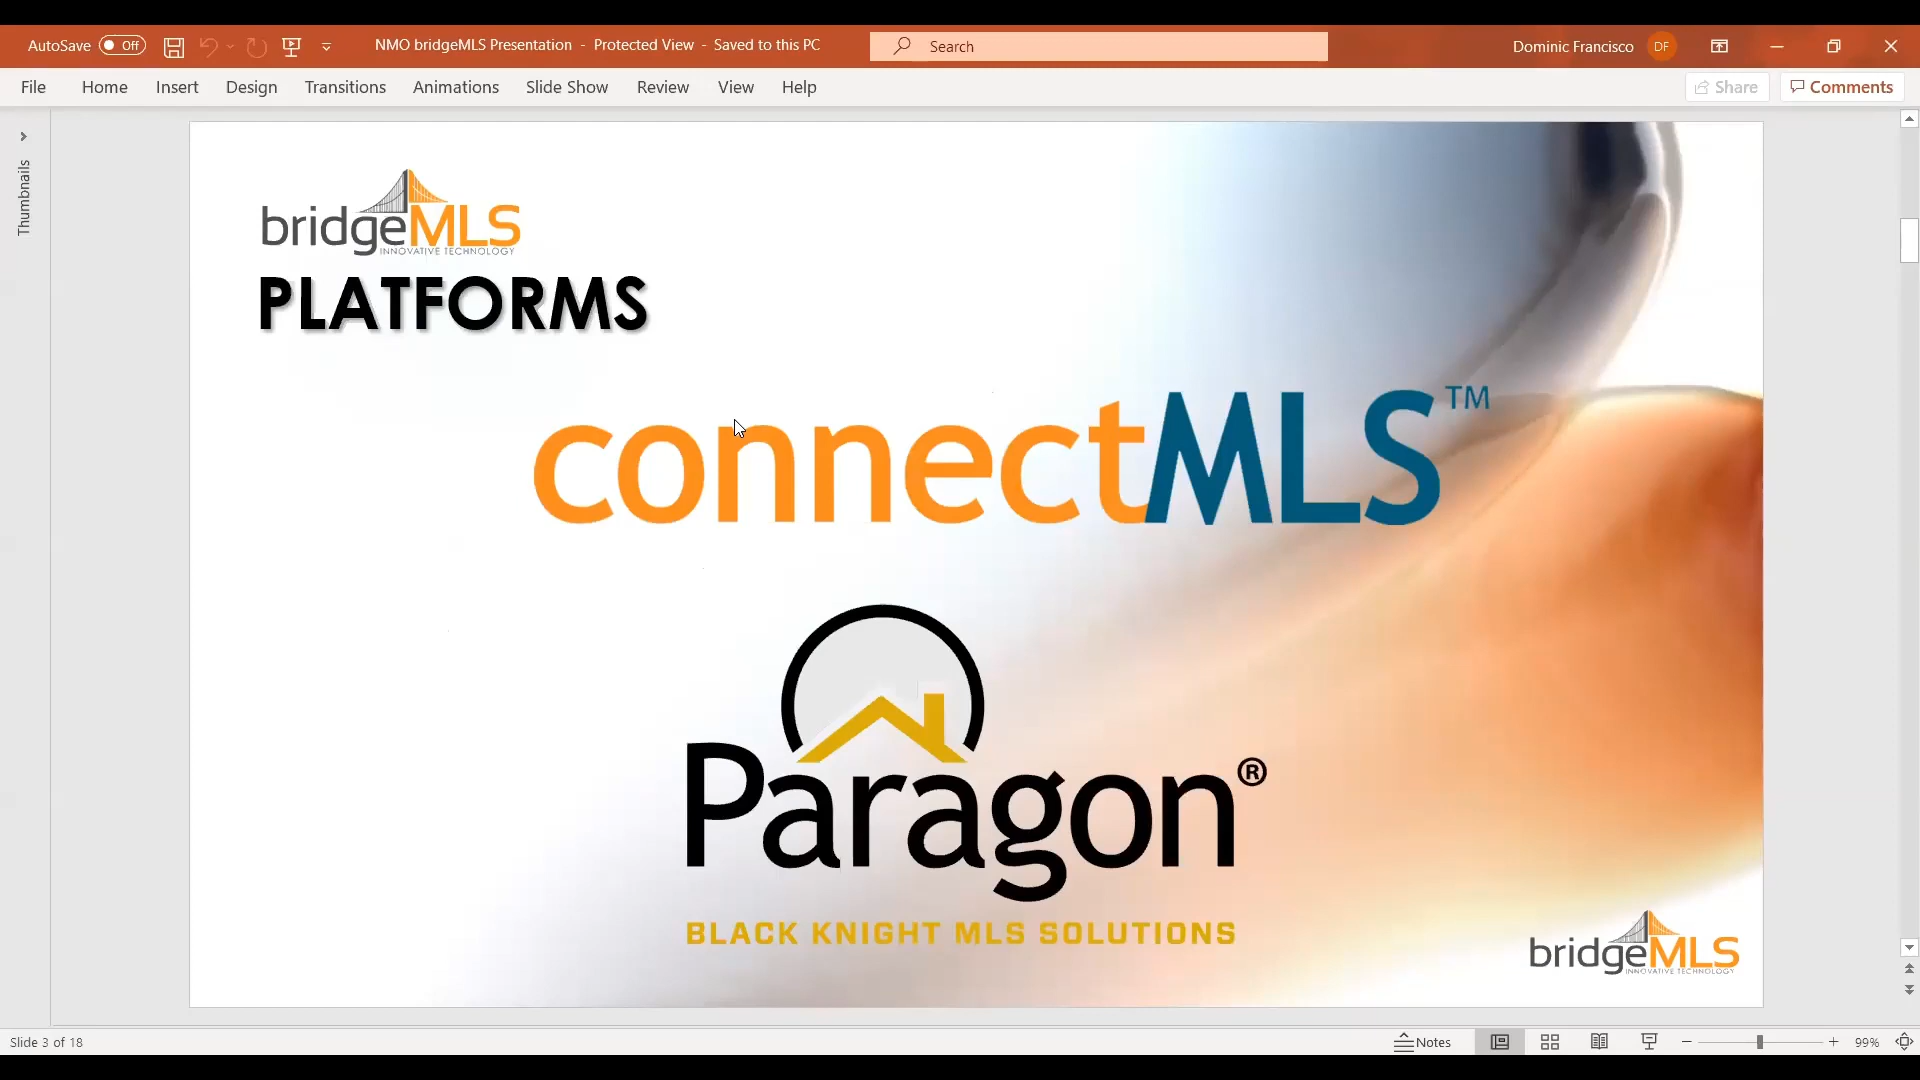 AutoSave Off NMO bridgeMLS Presentation - Protected View - Saved to this PC Search Dominic Francisco DF
File Home Insert Design Transitions Animations Slide Show Review View Help Share Comments
Thumbnails
bridgeMLS
INNOVATIVE TECHNOLOGY
PLATFORMS
connectMLS™
Paragon®
BLACK KNIGHT MLS SOLUTIONS
bridgeMLS
INNOVATIVE TECHNOLOGY
Slide 3 of 18 Notes 99%